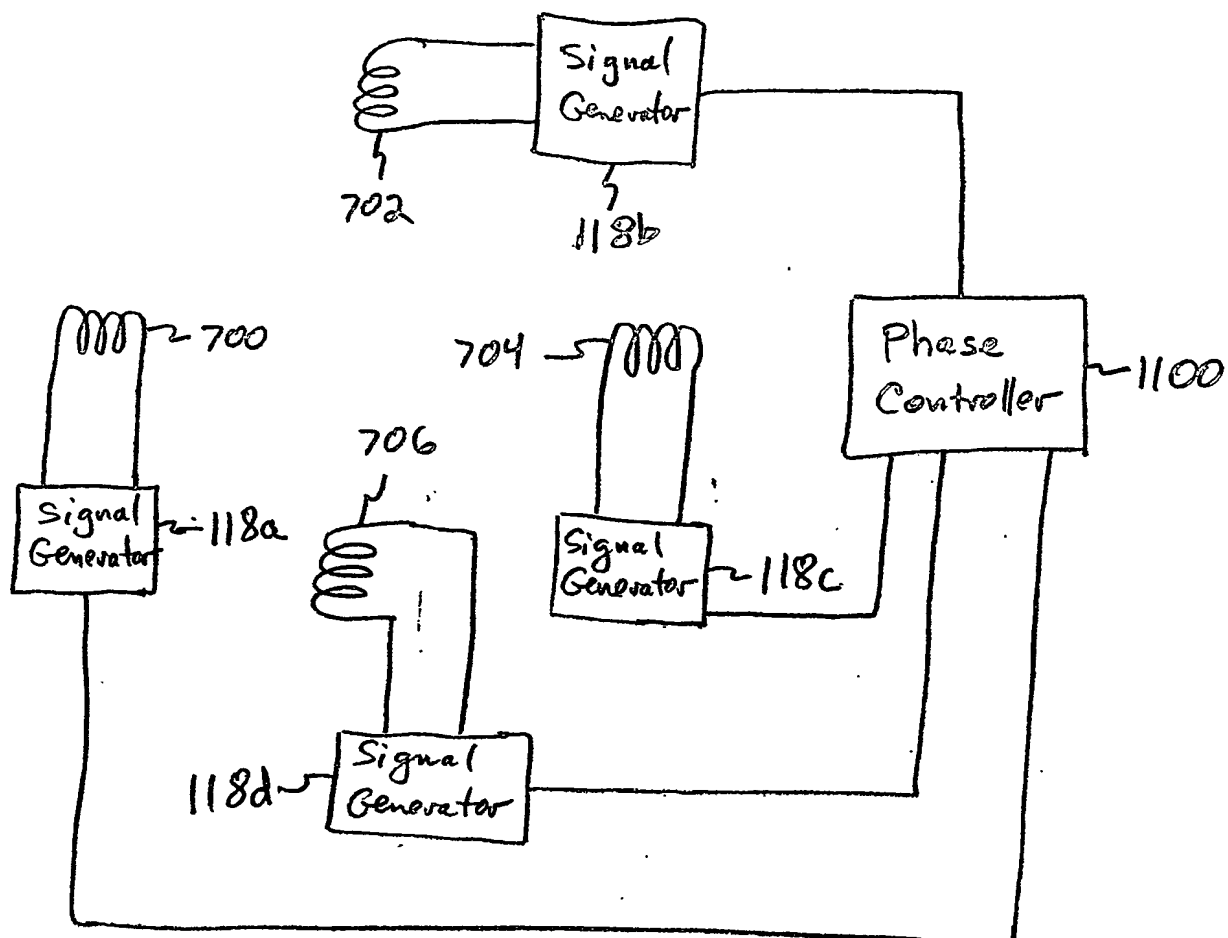 Signal
Generator
702
118b
700
704
Phase
Controller
1100
706
Signal
Generator
118a
Signal
Generator
118c
Signal
Generator
118d